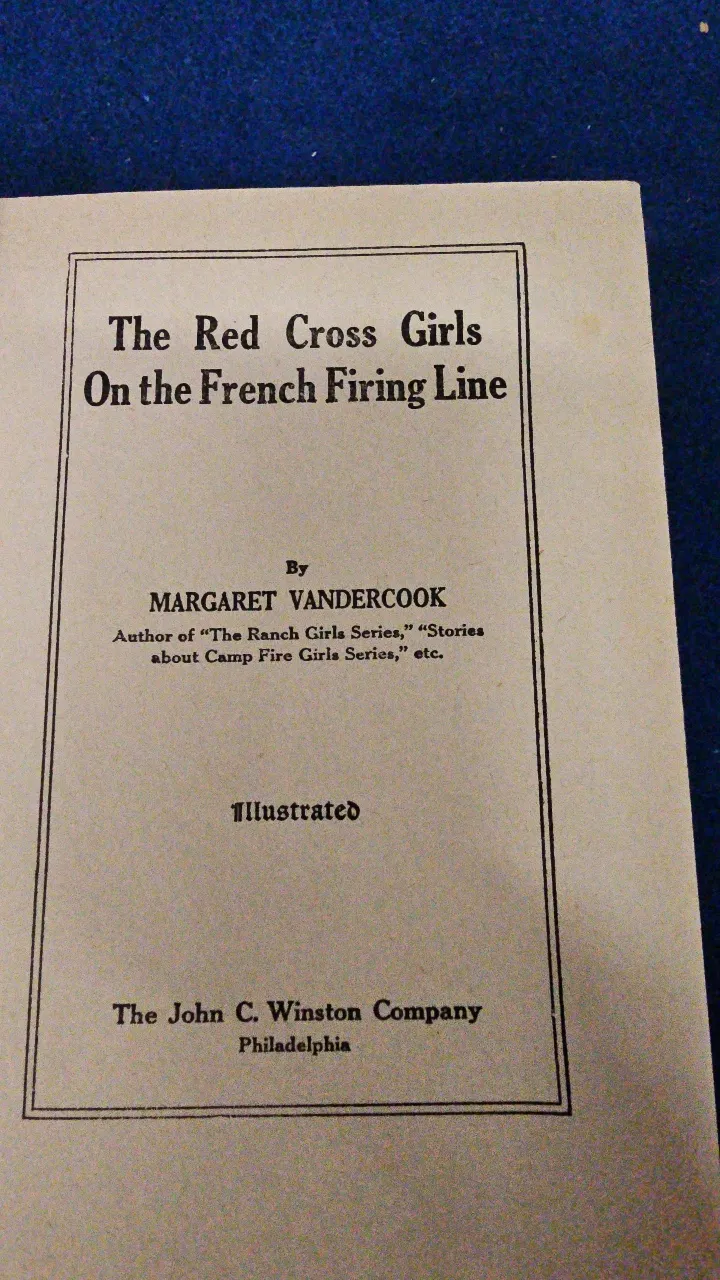 The Red Cross Girls
On the French Firing Line
By
MARGARET VANDERCOOK
Author of “The Ranch Girls Series,” “Stories
about Camp Fire Girls Series,” etc.
Illustrated
The John C. Winston Company
Philadelphia